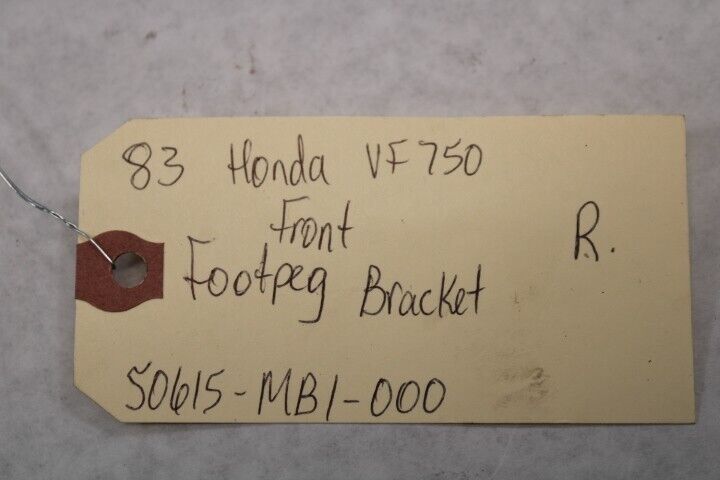 83 Honda VF750
Front
Footpeg Bracket
R.
50615-MB1-000